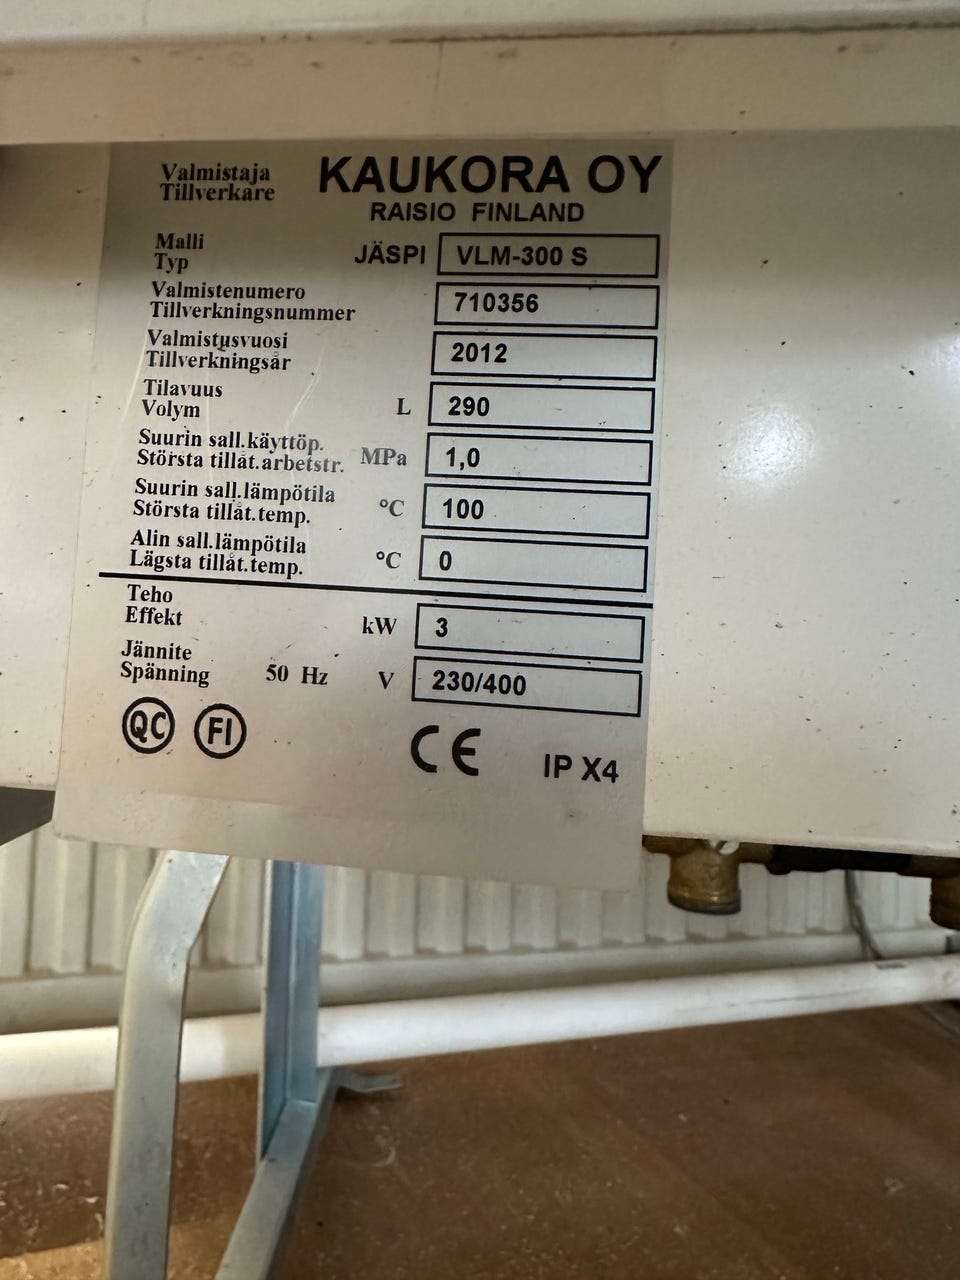 Valmistaja KAUKORA OY
Tillverkare RAISIO FINLAND
Malli
Typ JÄSPI VLM-300 S
Valmistenumero
Tillverkningsnummer 710356
Valmistusvuosi
Tillverkningsår 2012
Tilavuus
Volym L 290
Suurin sall.käyttöp.
Största tillåt.arbetstr. MPa 1,0
Suurin sall.lämpötila
Största tillåt.temp. °C 100
Alin sall.lämpötila
Lägsta tillåt.temp. °C 0
Teho
Effekt kW 3
Jännite
Spänning 50 Hz V 230/400
QC FI CE IP X4